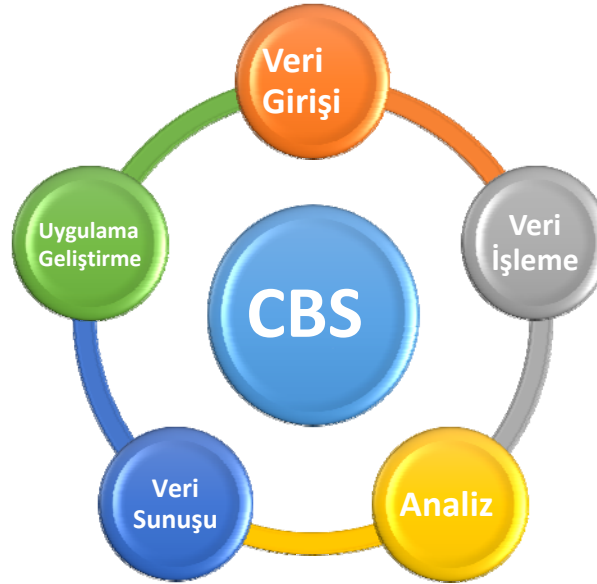 Veri
Girişi
Veri
İşleme
Analiz
Veri
Sunuşu
Uygulama
Geliştirme
CBS